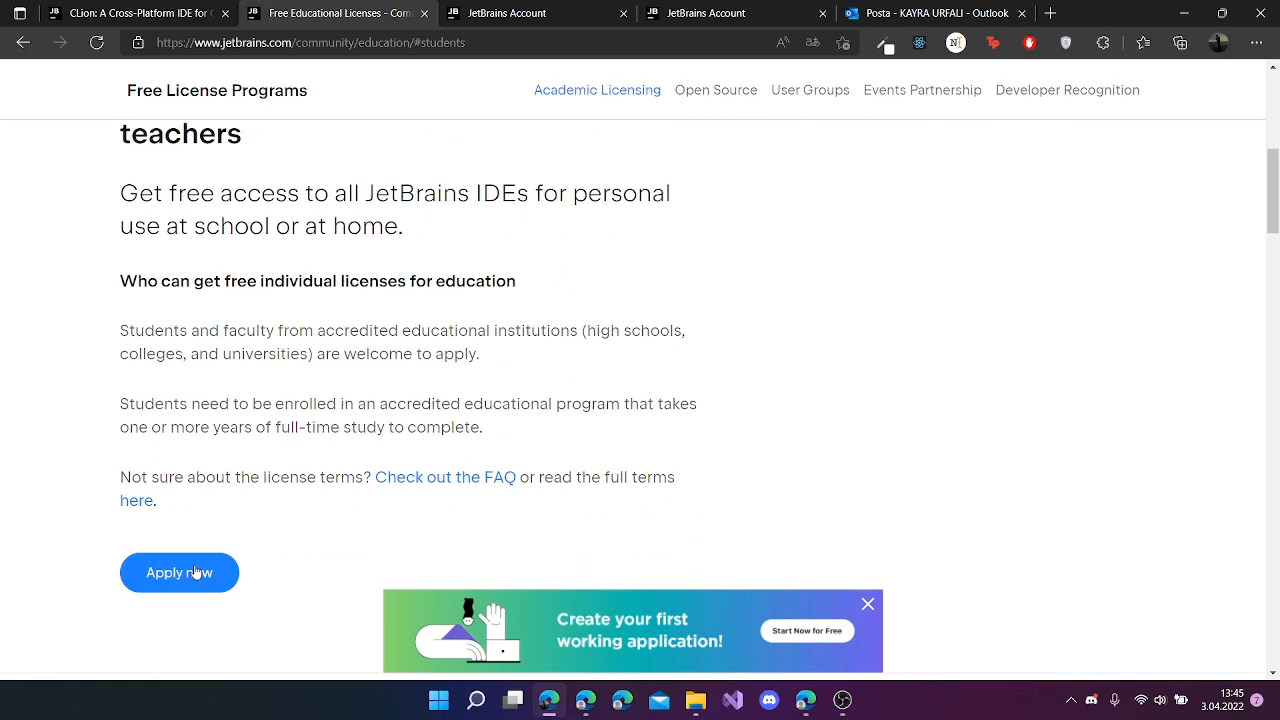 CLion: A Cross-Platform IDE for C
Free Educational Licenses - Com
JetBrains Account
JetBrains Account
Posta - KAYRA URFALI - Outlook
https://www.jetbrains.com/community/education/#students
Free License Programs
Academic Licensing
Open Source
User Groups
Events Partnership
Developer Recognition
teachers
Get free access to all JetBrains IDEs for personal
use at school or at home.
Who can get free individual licenses for education
Students and faculty from accredited educational institutions (high schools,
colleges, and universities) are welcome to apply.
Students need to be enrolled in an accredited educational program that takes
one or more years of full-time study to complete.
Not sure about the license terms? Check out the FAQ or read the full terms
here.
Apply now
Create your first
working application!
Start Now for Free
13:45
3.04.2022
7